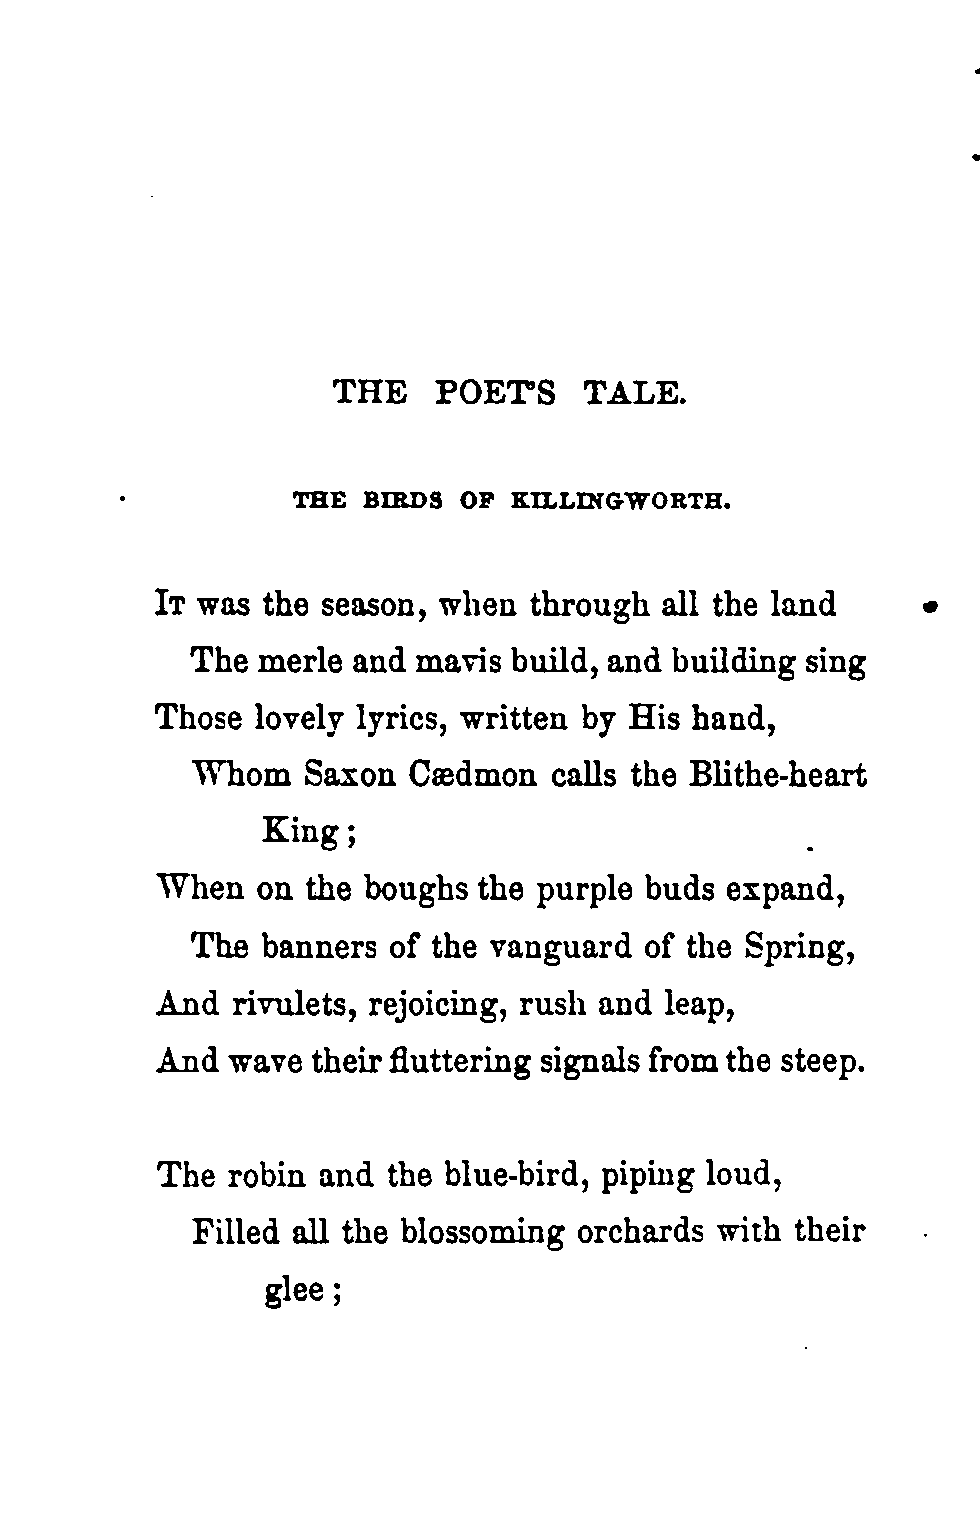 THE POET'S TALE.
THE BIRDS OF KILLINGWORTH.
IT was the season, when through all the land
The merle and mavis build, and building sing
Those lovely lyrics, written by His hand,
Whom Saxon Cædmon calls the Blithe-heart
King;
When on the boughs the purple buds expand,
The banners of the vanguard of the Spring,
And rivulets, rejoicing, rush and leap,
And wave their fluttering signals from the steep.
The robin and the blue-bird, piping loud,
Filled all the blossoming orchards with their
glee;